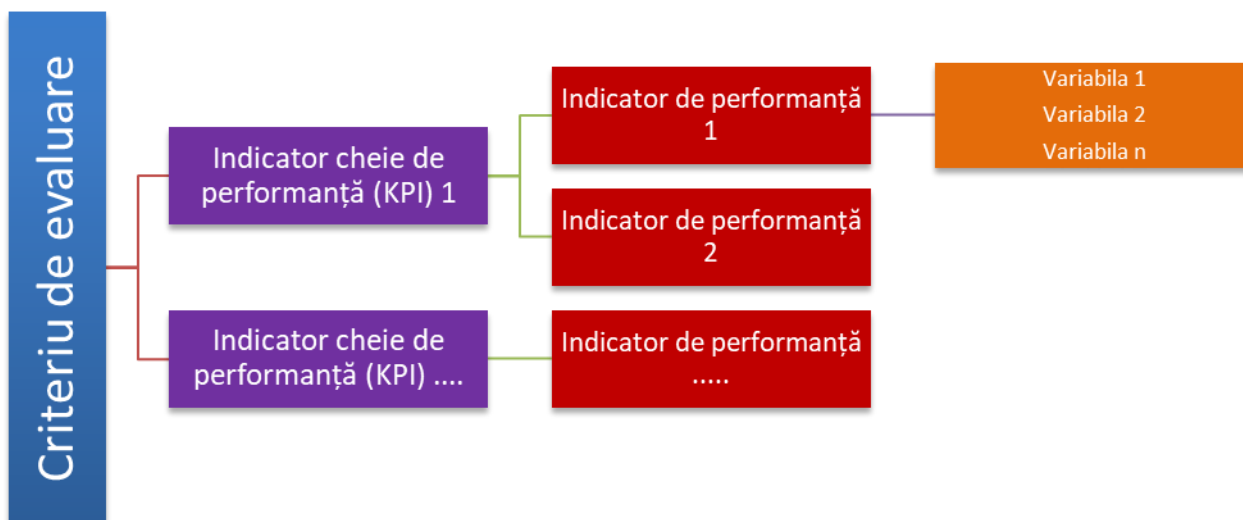 Criteriu de evaluare
Indicator cheie de
performanță (KPI) 1
Indicator de performanță
1
Variabila 1
Variabila 2
Variabila n
Indicator de performanță
2
Indicator cheie de
performanță (KPI) ....
Indicator de performanță
.....